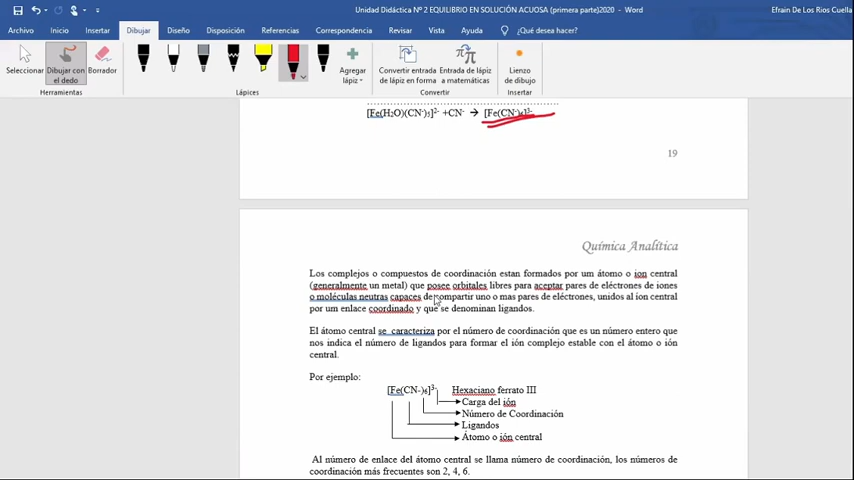 Unidad Didáctica Nº 2 EQUILIBRIO EN SOLUCIÓN ACUOSA (primera parte)2020 - Word
Efrain De Los Rios Cuella
Archivo Inicio Insertar Dibujar Disposición Diseño Referencias Correspondencia Revisar Vista Ayuda ¿Qué desea hacer?
Seleccionar Dibujar con el dedo Borrador Agregar lápiz Convertir entrada de lápiz en forma Entrada de lápiz a matemáticas Lienzo de dibujo
Herramientas Lápices Convertir Insertar
[Fe(H2O)(CN-)5]2- +CN- → [Fe(CN-)6]3-
19
Química Analítica
Los complejos o compuestos de coordinación estan formados por un átomo o ion central
(generalmente un metal) que posee orbitales libres para aceptar pares de eléctrones de iones
o moléculas neutras capaces de compartir uno o mas pares de eléctrones, unidos al ion central
por um enlace coordinado y que se denominan ligandos.
El átomo central se caracteriza por el número de coordinación que es un número entero que
nos indica el número de ligandos para formar el ión complejo estable con el átomo o ión
central.
Por ejemplo:
[Fe(CN-)6]3- Hexaciano ferrato III
Carga del ión
Número de Coordinación
Ligandos
Átomo o ión central
Al número de enlace del átomo central se llama número de coordinación, los números de
coordinación más frecuentes son 2, 4, 6.